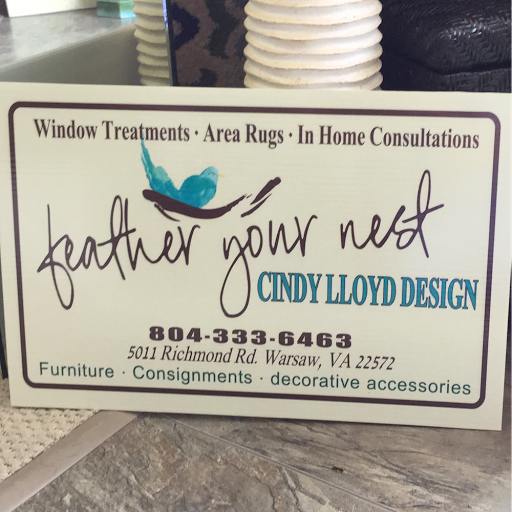 Window Treatments · Area Rugs · In Home Consultations
feather your nest
CINDY LLOYD DESIGN
804-333-6463
5011 Richmond Rd. Warsaw, VA 22572
Furniture · Consignments · decorative accessories